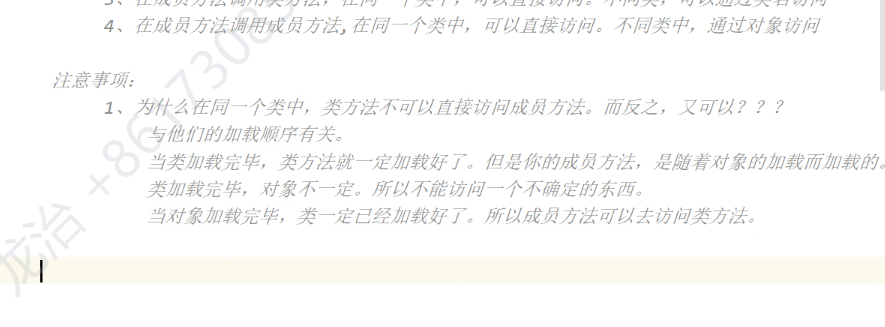 3、在成员方法调用类方法，在同一个类中，可以直接访问。不同类，可以通过类名访问
4、在成员方法调用成员方法,在同一个类中，可以直接访问。不同类中，通过对象访问
注意事项：
1、为什么在同一个类中，类方法不可以直接访问成员方法。而反之，又可以？？？
与他们的加载顺序有关。
当类加载完毕，类方法就一定加载好了。但是你的成员方法，是随着对象的加载而加载的。
类加载完毕，对象不一定。所以不能访问一个不确定的东西。
当对象加载完毕，类一定已经加载好了。所以成员方法可以去访问类方法。
龙治 +86173083